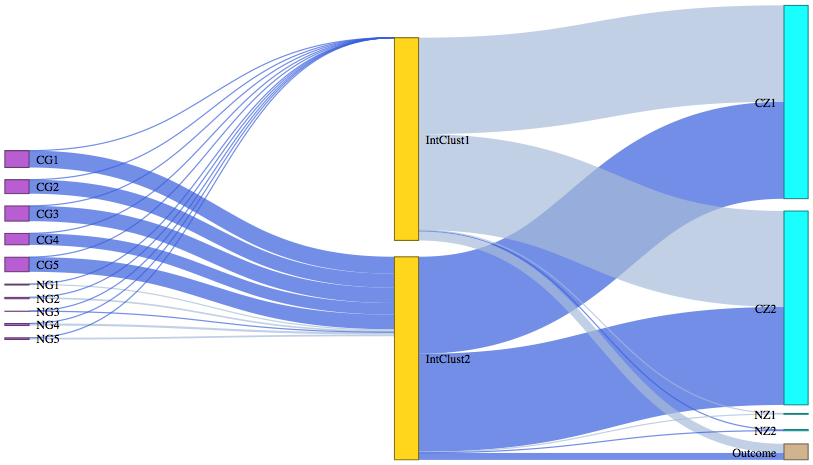 CG1
CG2
CG3
CG4
CG5
NG1
NG2
NG3
NG4
NG5
IntClust1
IntClust2
CZ1
CZ2
NZ1
NZ2
Outcome